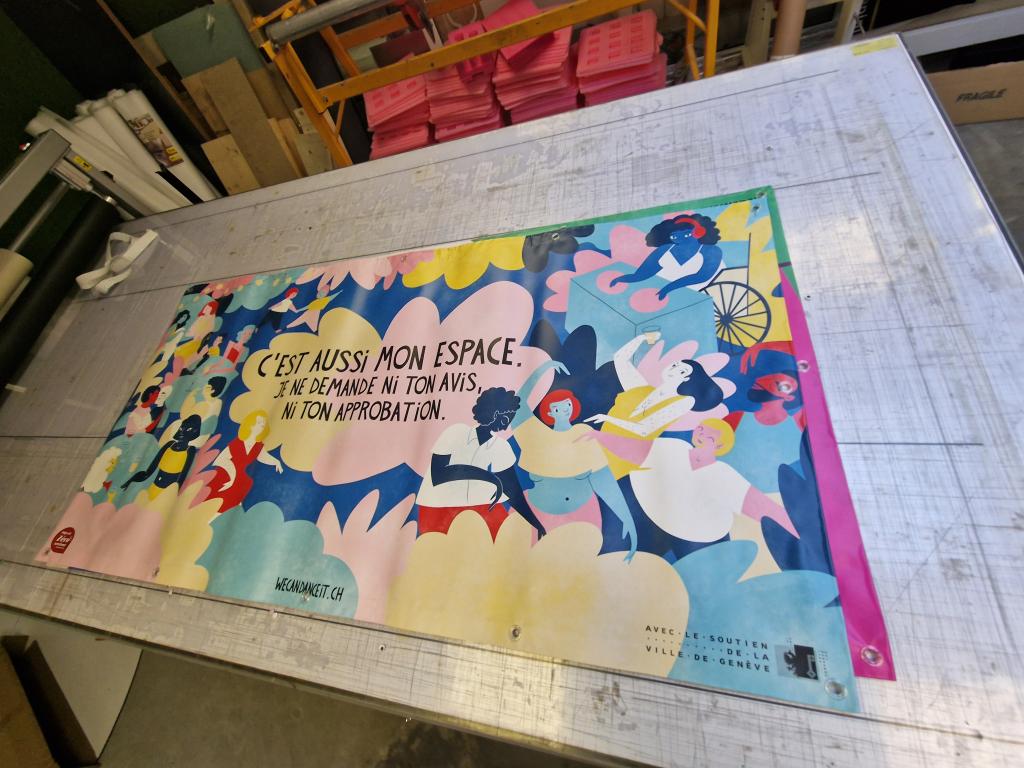 FRAGILE
C'EST AUSSI MON ESPACE.
JE NE DEMANDE NI TON AVIS,
NI TON APPROBATION.
WECANDANCEIT.CH
AVEC·LE·SOUTIEN
DE·LA
VILLE·DE·GENÈVE